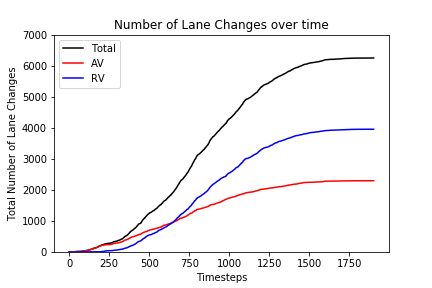 Number of Lane Changes over time
Total Number of Lane Changes
7000
6000
5000
4000
3000
2000
1000
0
Total
AV
RV
0 250 500 750 1000 1250 1500 1750
Timesteps